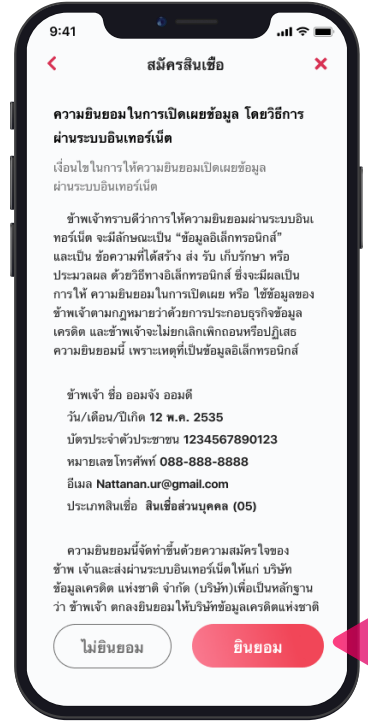 9:41
สมัครสินเชื่อ
ความยินยอมในการเปิดเผยข้อมูล โดยวิธีการ
ผ่านระบบอินเทอร์เน็ต
เงื่อนไขในการให้ความยินยอมเปิดเผยข้อมูล
ผ่านระบบอินเทอร์เน็ต
ข้าพเจ้าทราบดีว่าการให้ความยินยอมผ่านระบบอินเ
ทอร์เน็ต จะมีลักษณะเป็น “ข้อมูลอิเล็กทรอนิกส์”
และเป็น ข้อความที่ได้สร้าง ส่ง รับ เก็บรักษา หรือ
ประมวลผล ด้วยวิธีทางอิเล็กทรอนิกส์ ซึ่งจะมีผลเป็น
การให้ ความยินยอมในการเปิดเผย หรือ ใช้ข้อมูลของ
ข้าพเจ้าตามกฎหมายว่าด้วยการประกอบธุรกิจข้อมูล
เครดิต และข้าพเจ้าจะไม่ยกเลิกเพิกถอนหรือปฏิเสธ
ความยินยอมนี้ เพราะเหตุที่เป็นข้อมูลอิเล็กทรอนิกส์
ข้าพเจ้า ชื่อ ออมจัง ออมดี
วัน/เดือน/ปีเกิด 12 พ.ค. 2535
บัตรประจำตัวประชาชน 1234567890123
หมายเลขโทรศัพท์ 088-888-8888
อีเมล Nattanan.ur@gmail.com
ประเภทสินเชื่อ สินเชื่อส่วนบุคคล (05)
ความยินยอมนี้จัดทำขึ้นด้วยความสมัครใจของ
ข้าพ เจ้าและส่งผ่านระบบอินเทอร์เน็ตให้แก่ บริษัท
ข้อมูลเครดิต แห่งชาติ จำกัด (บริษัท)เพื่อเป็นหลักฐาน
ว่า ข้าพเจ้า ตกลงยินยอมให้บริษัทข้อมูลเครดิตแห่งชาติ
ไม่ยินยอม
ยินยอม